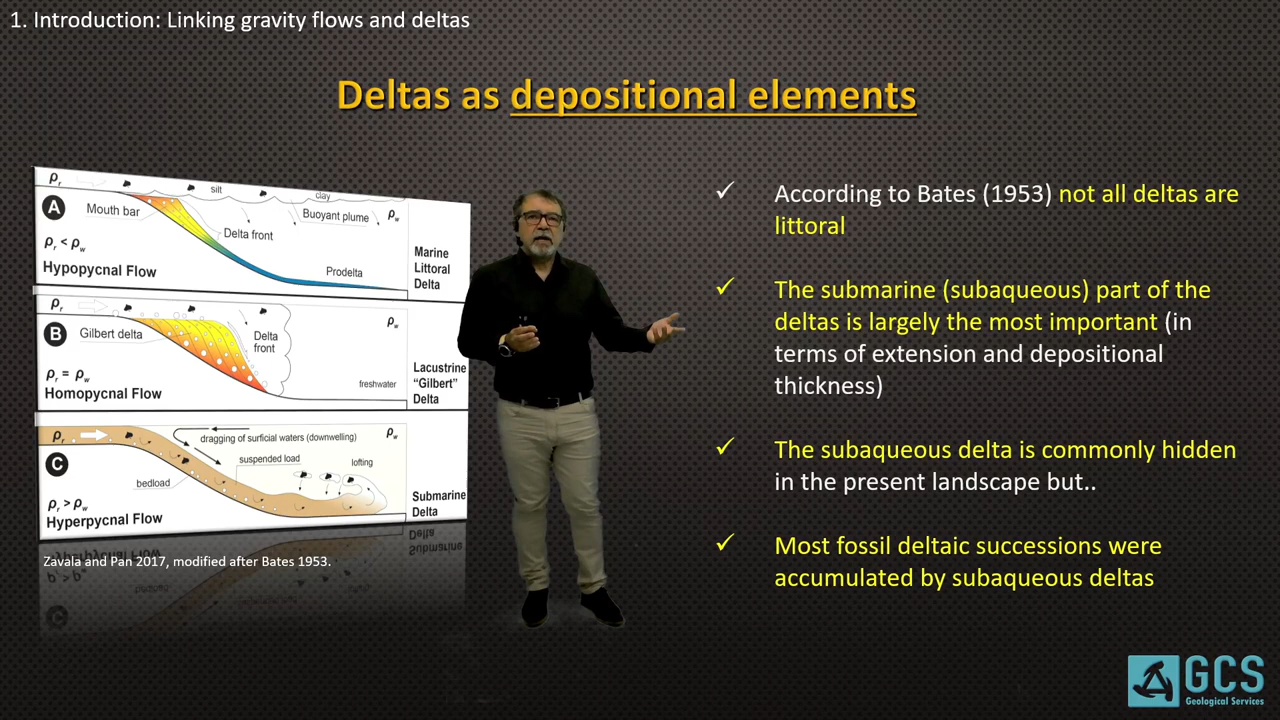 1. Introduction: Linking gravity flows and deltas
Deltas as depositional elements
ρr
silt
clay
A
Mouth bar
Buoyant plume
ρw
Delta front
ρr < ρw
Hypopycnal Flow
Prodelta
Marine
Littoral
Delta
ρr
B
Gilbert delta
Delta
front
ρw
ρr = ρw
Homopycnal Flow
freshwater
Lacustrine
"Gilbert"
Delta
ρr
dragging of surficial waters (downwelling)
ρw
C
suspended load
lofting
bedload
ρr > ρw
Hyperpycnal Flow
Submarine
Delta
Zavala and Pan 2017, modified after Bates 1953.
✓ According to Bates (1953) not all deltas are
littoral
✓ The submarine (subaqueous) part of the
deltas is largely the most important (in
terms of extension and depositional
thickness)
✓ The subaqueous delta is commonly hidden
in the present landscape but..
✓ Most fossil deltaic successions were
accumulated by subaqueous deltas
GCS
Geological Services